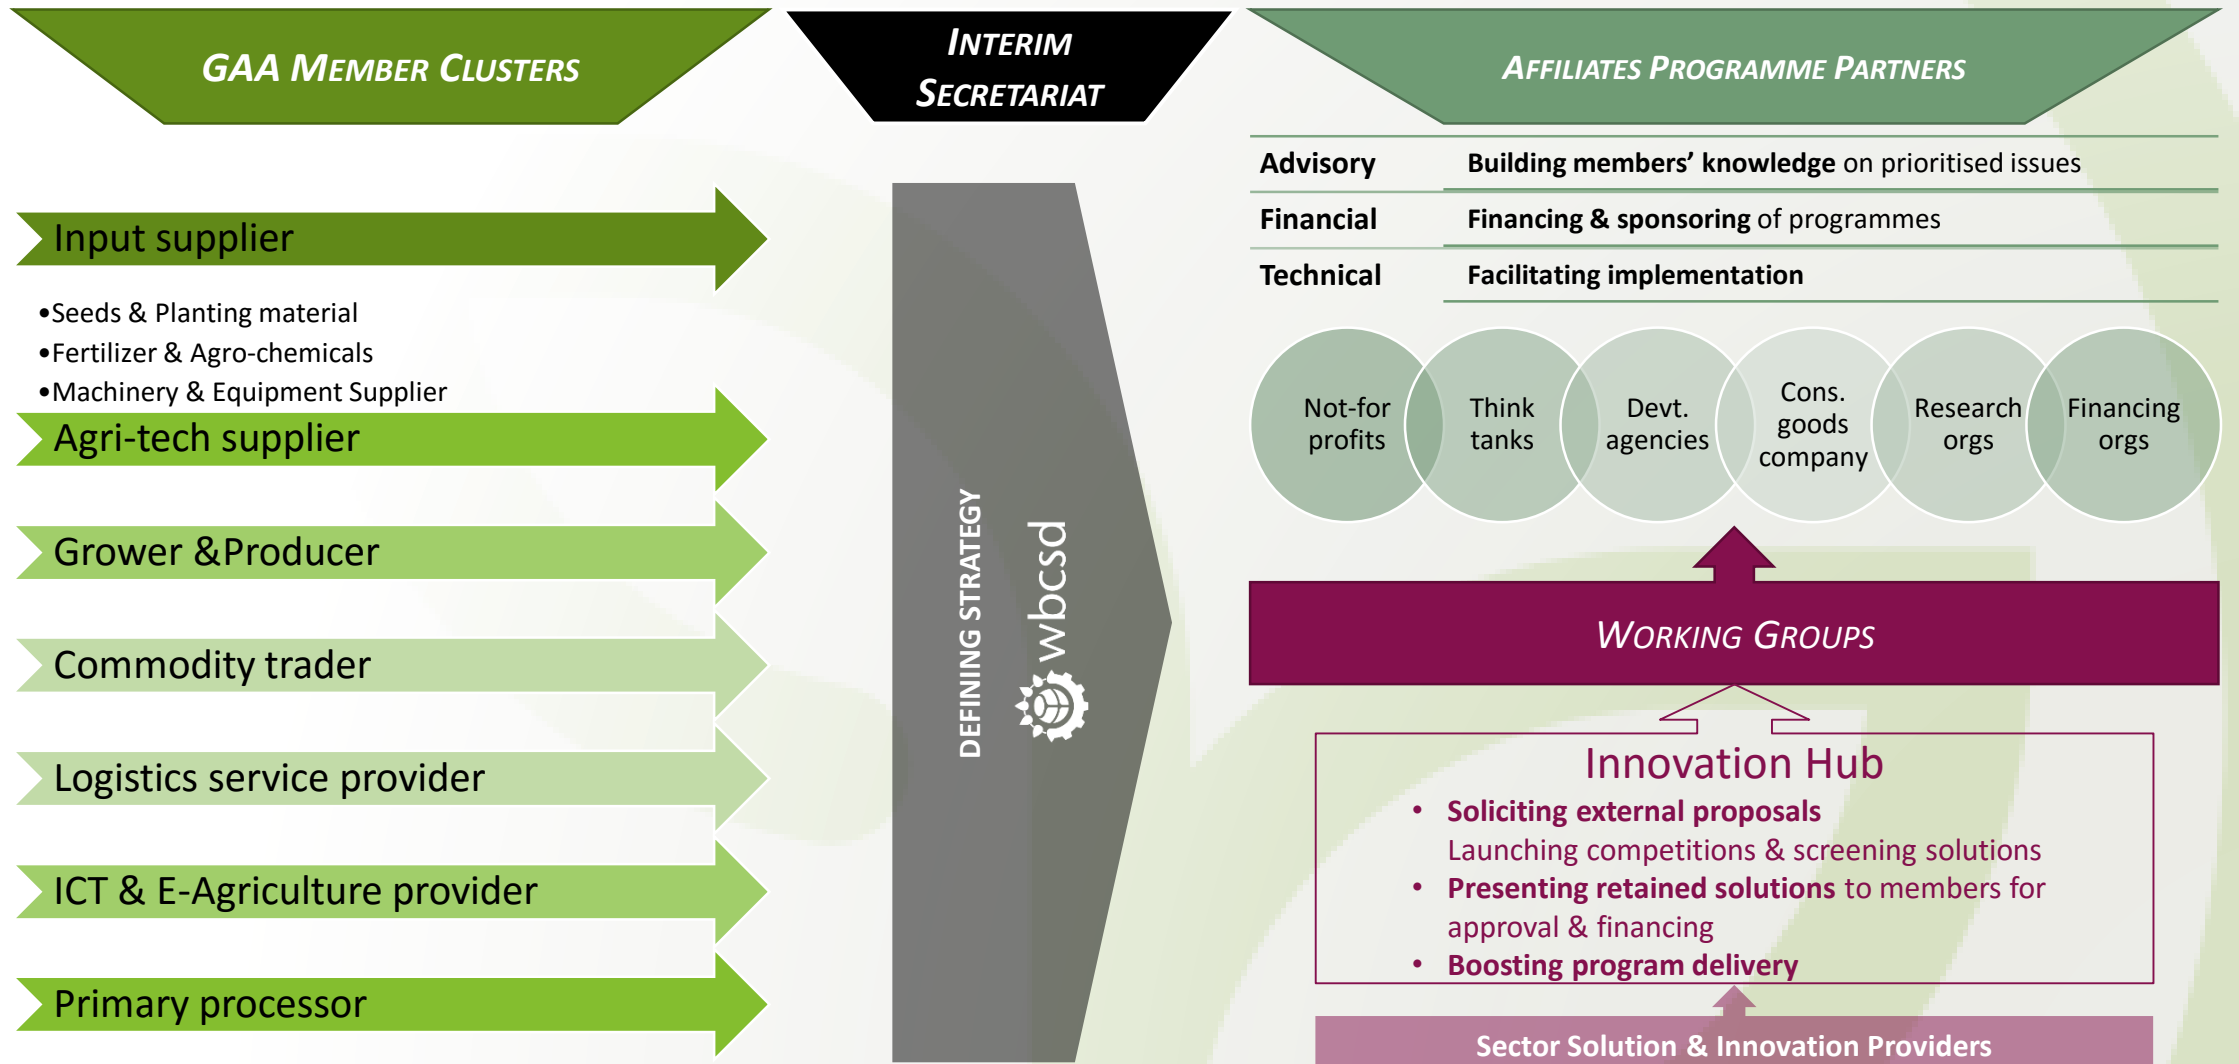 GAA MEMBER CLUSTERS
Input supplier
•Seeds & Planting material
•Fertilizer & Agro-chemicals
•Machinery & Equipment Supplier
Agri-tech supplier
Grower &Producer
Commodity trader
Logistics service provider
ICT & E-Agriculture provider
Primary processor
INTERIM
SECRETARIAT
DEFINING STRATEGY
wbcsd
AFFILIATES PROGRAMME PARTNERS
Advisory Building members’ knowledge on prioritised issues
Financial Financing & sponsoring of programmes
Technical Facilitating implementation
Not-for
profits
Think
tanks
Devt.
agencies
Cons.
goods
company
Research
orgs
Financing
orgs
WORKING GROUPS
Innovation Hub
• Soliciting external proposals
Launching competitions & screening solutions
• Presenting retained solutions to members for
approval & financing
• Boosting program delivery
Sector Solution & Innovation Providers